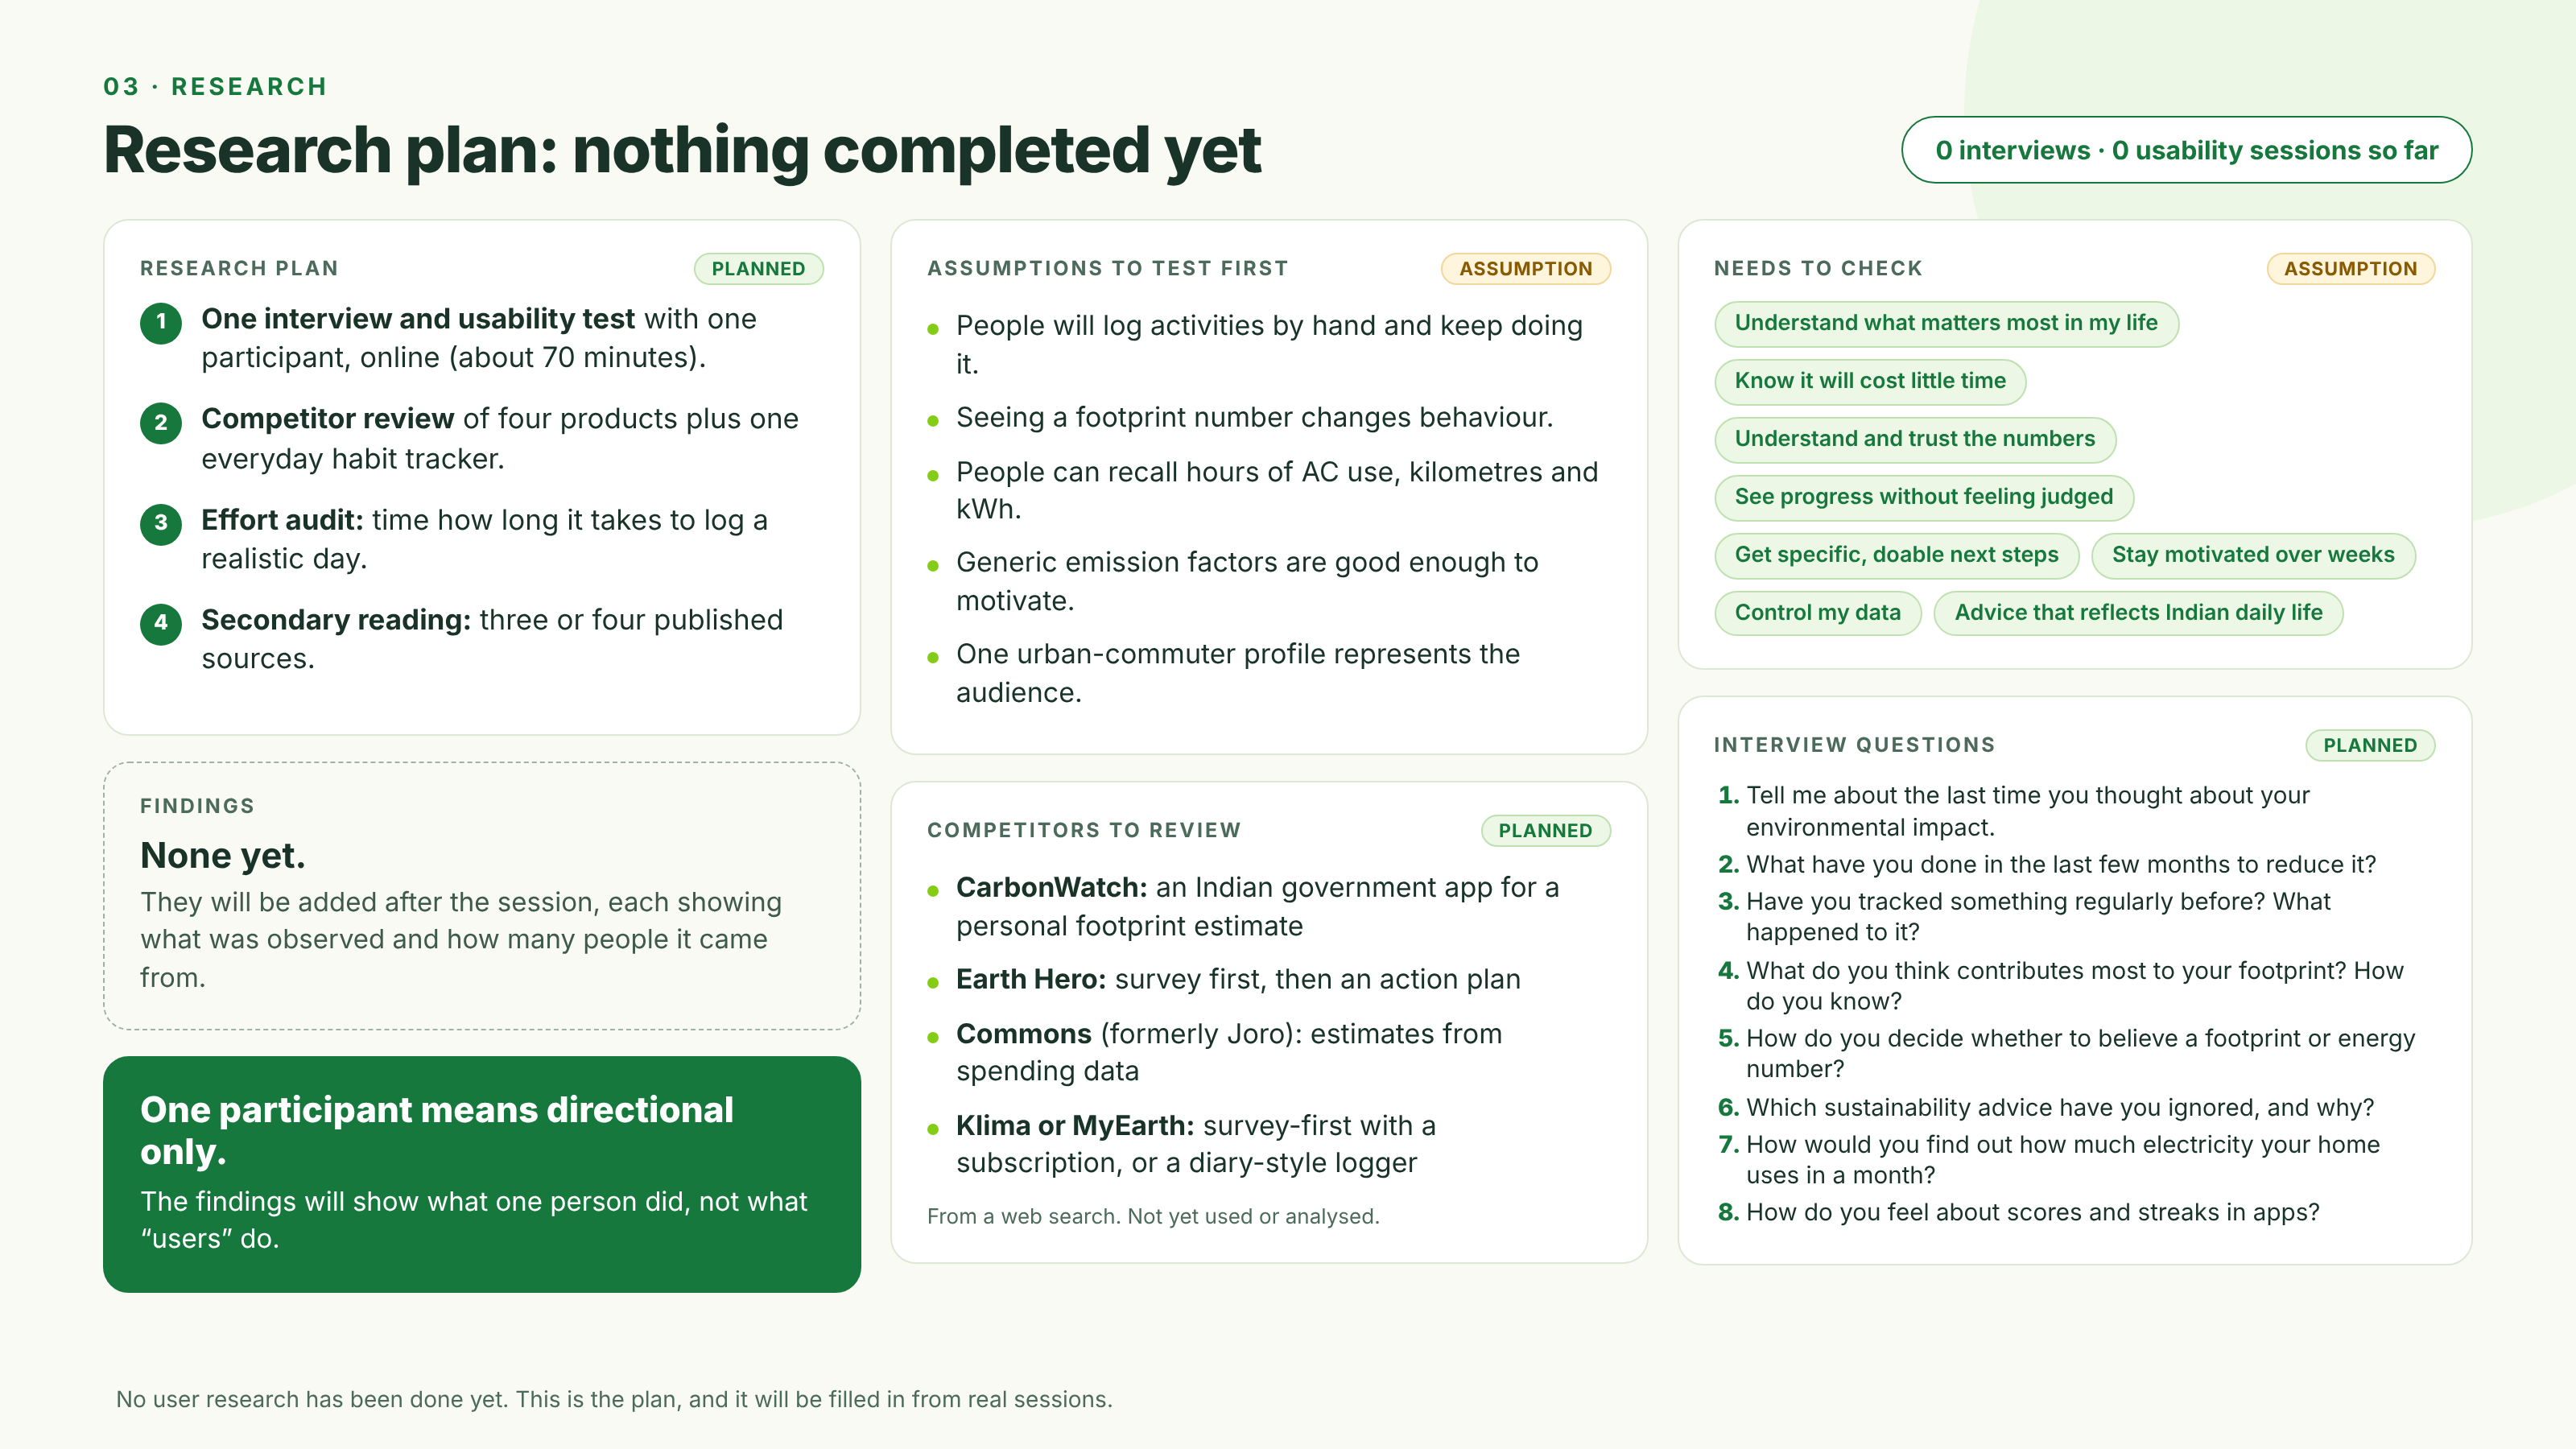 03 · RESEARCH
Research plan: nothing completed yet
0 interviews · 0 usability sessions so far
RESEARCH PLAN
PLANNED
1 One interview and usability test with one
participant, online (about 70 minutes).
2 Competitor review of four products plus one
everyday habit tracker.
3 Effort audit: time how long it takes to log a
realistic day.
4 Secondary reading: three or four published
sources.
FINDINGS
None yet.
They will be added after the session, each showing
what was observed and how many people it came
from.
One participant means directional
only.
The findings will show what one person did, not what
“users” do.
ASSUMPTIONS TO TEST FIRST
ASSUMPTION
People will log activities by hand and keep doing
it.
Seeing a footprint number changes behaviour.
People can recall hours of AC use, kilometres and
kWh.
Generic emission factors are good enough to
motivate.
One urban-commuter profile represents the
audience.
COMPETITORS TO REVIEW
PLANNED
CarbonWatch: an Indian government app for a
personal footprint estimate
Earth Hero: survey first, then an action plan
Commons (formerly Joro): estimates from
spending data
Klima or MyEarth: survey-first with a
subscription, or a diary-style logger
From a web search. Not yet used or analysed.
NEEDS TO CHECK
ASSUMPTION
Understand what matters most in my life
Know it will cost little time
Understand and trust the numbers
See progress without feeling judged
Get specific, doable next steps
Stay motivated over weeks
Control my data
Advice that reflects Indian daily life
INTERVIEW QUESTIONS
PLANNED
1. Tell me about the last time you thought about your
environmental impact.
2. What have you done in the last few months to reduce it?
3. Have you tracked something regularly before? What
happened to it?
4. What do you think contributes most to your footprint? How
do you know?
5. How do you decide whether to believe a footprint or energy
number?
6. Which sustainability advice have you ignored, and why?
7. How would you find out how much electricity your home
uses in a month?
8. How do you feel about scores and streaks in apps?
No user research has been done yet. This is the plan, and it will be filled in from real sessions.